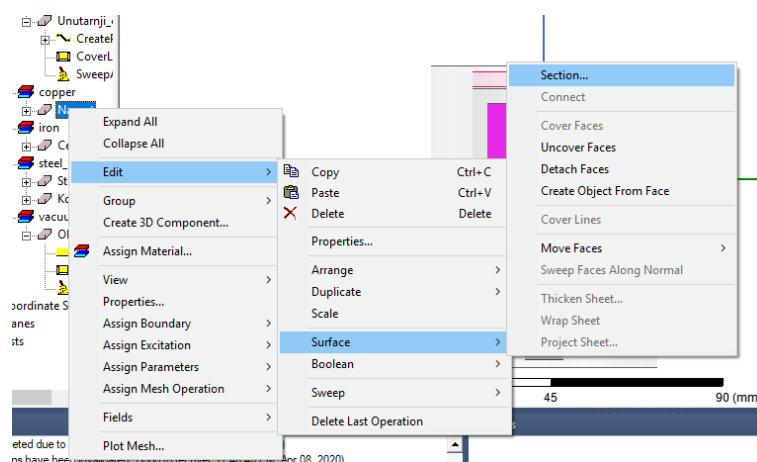 Unutarnji_
Create
CoverL
Sweep
copper
iron
Ce
steel_
St
Ko
vacuu
Ol
oordinate S
anes
sts
Expand All
Collapse All
Edit
Group
Create 3D Component...
Assign Material...
View
Properties...
Assign Boundary
Assign Excitation
Assign Parameters
Assign Mesh Operation
Fields
Plot Mesh...
Copy Ctrl+C
Paste Ctrl+V
Delete Delete
Properties...
Arrange
Duplicate
Scale
Surface
Boolean
Sweep
Delete Last Operation
Section...
Connect
Cover Faces
Uncover Faces
Detach Faces
Create Object From Face
Cover Lines
Move Faces
Sweep Faces Along Normal
Thicken Sheet...
Wrap Sheet
Project Sheet...
45 90 (mm
s
eted due to
ns have been Apr 08, 2020)